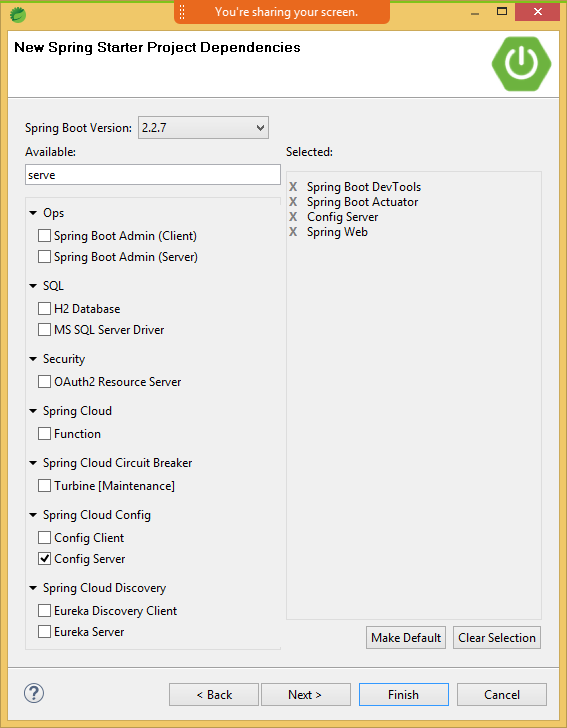 You're sharing your screen.
New Spring Starter Project Dependencies
Spring Boot Version: 2.2.7
Available:
serve
Ops
Spring Boot Admin (Client)
Spring Boot Admin (Server)
SQL
H2 Database
MS SQL Server Driver
Security
OAuth2 Resource Server
Spring Cloud
Function
Spring Cloud Circuit Breaker
Turbine [Maintenance]
Spring Cloud Config
Config Client
Config Server
Spring Cloud Discovery
Eureka Discovery Client
Eureka Server
Selected:
X Spring Boot DevTools
X Spring Boot Actuator
X Config Server
X Spring Web
Make Default Clear Selection
? < Back Next > Finish Cancel